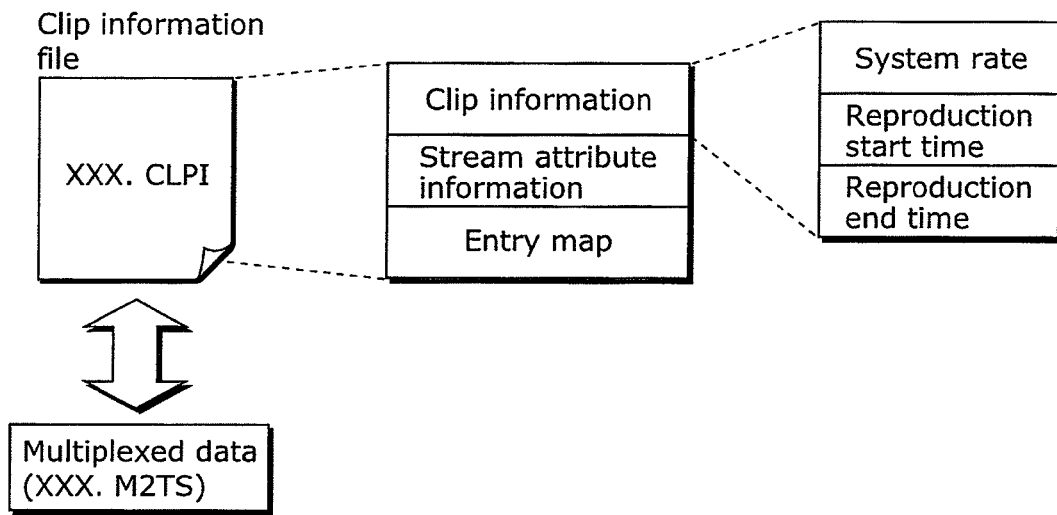 Clip information
file
XXX. CLPI
Clip information
Stream attribute
information
Entry map
System rate
Reproduction
start time
Reproduction
end time
Multiplexed data
(XXX. M2TS)